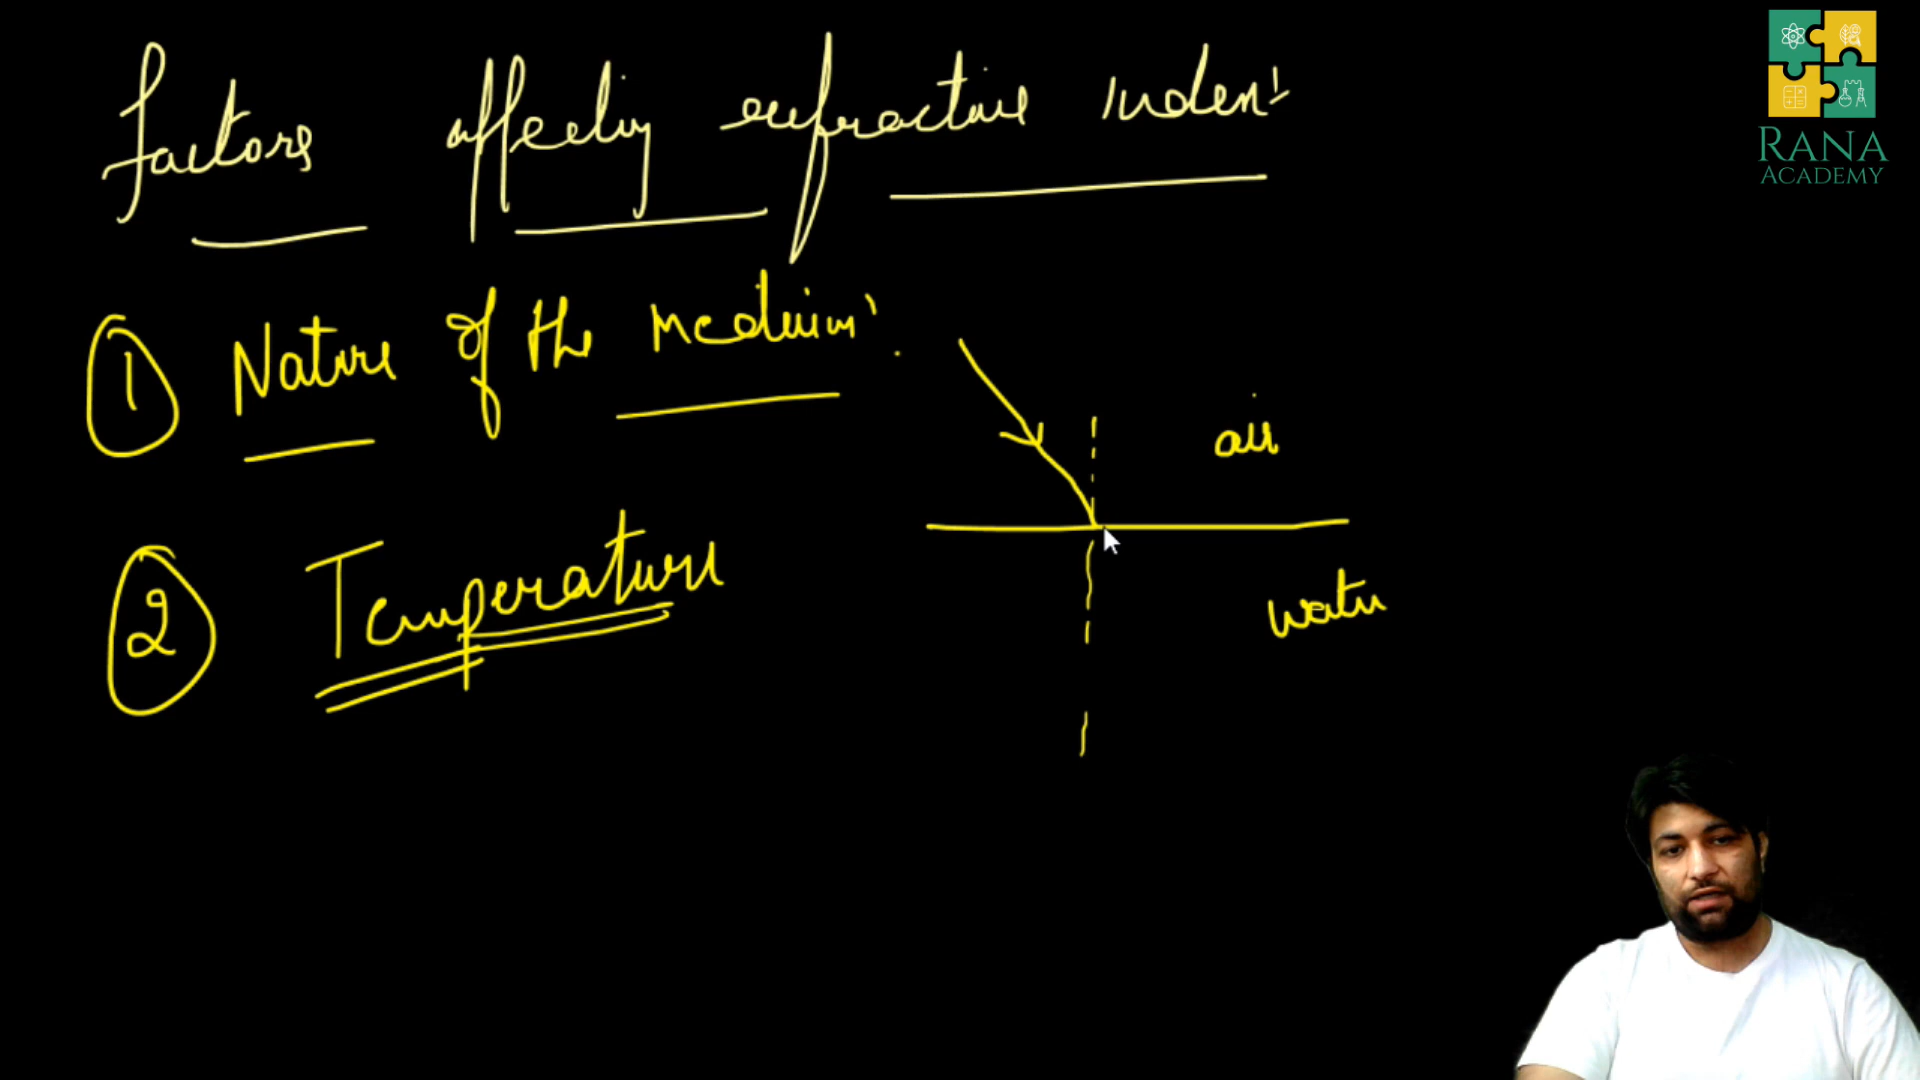 Factors affecting refractive index:
① Nature of the medium:
air
② Temperature
water
RANA
ACADEMY